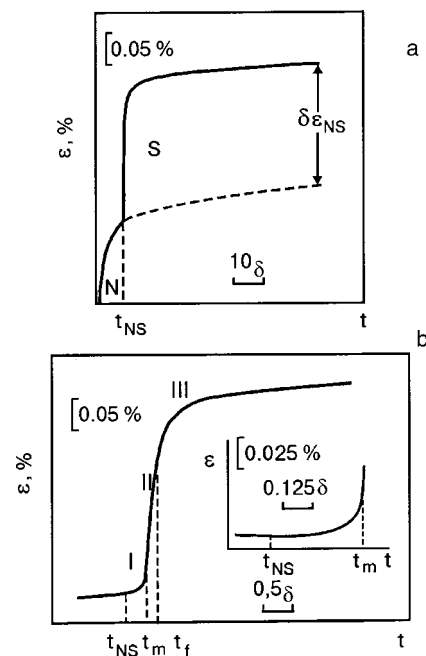 a
[0.05 %
ε, %
S
δε_NS
10δ
N
t_NS
t
b
III
[0.05 %
ε, %
II
I
ε
[0.025 %
0.125δ
t_NS
t_m
t
0,5δ
t_NS
t_m
t_f
t